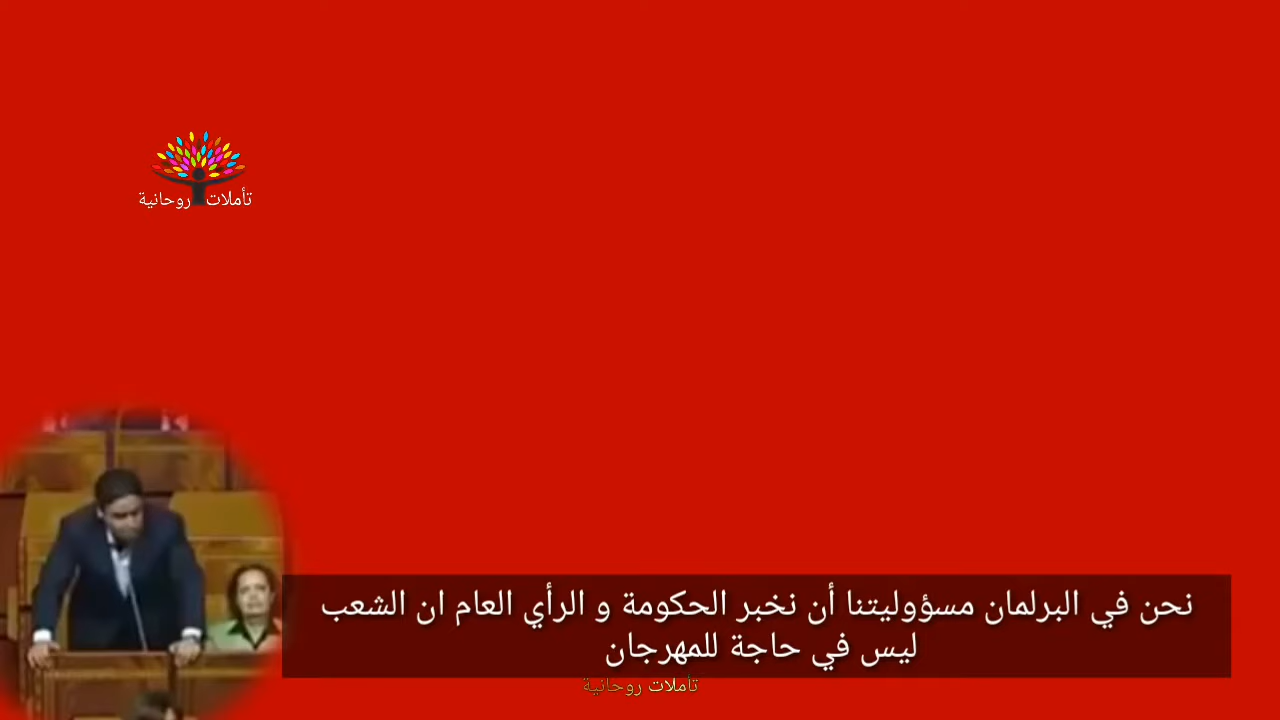 تأملات روحانية
نحن في البرلمان مسؤوليتنا أن نخبر الحكومة و الرأي العام ان الشعب
ليس في حاجة للمهرجان
تأملات روحانية